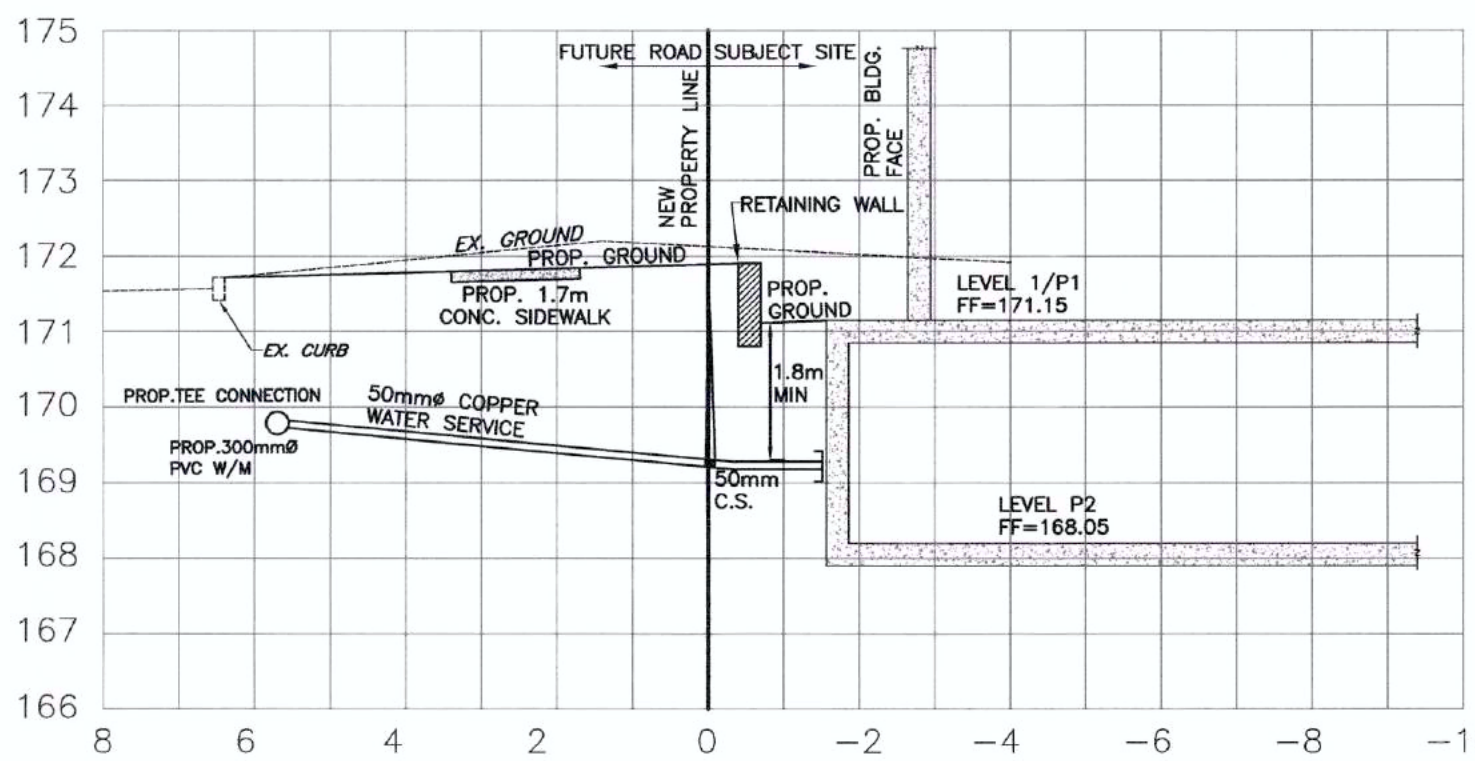 175
174
173
172
171
170
169
168
167
166
8 6 4 2 0 -2 -4 -6 -8 -1
FUTURE ROAD SUBJECT SITE
NEW
PROPERTY LINE
PROP. BLDG.
FACE
RETAINING WALL
EX. GROUND
PROP. GROUND
PROP. 1.7m
CONC. SIDEWALK
PROP.
GROUND
LEVEL 1/P1
FF=171.15
EX. CURB
1.8m
MIN
PROP.TEE CONNECTION
50mmø COPPER
WATER SERVICE
PROP.300mmØ
PVC W/M
50mm
C.S.
LEVEL P2
FF=168.05